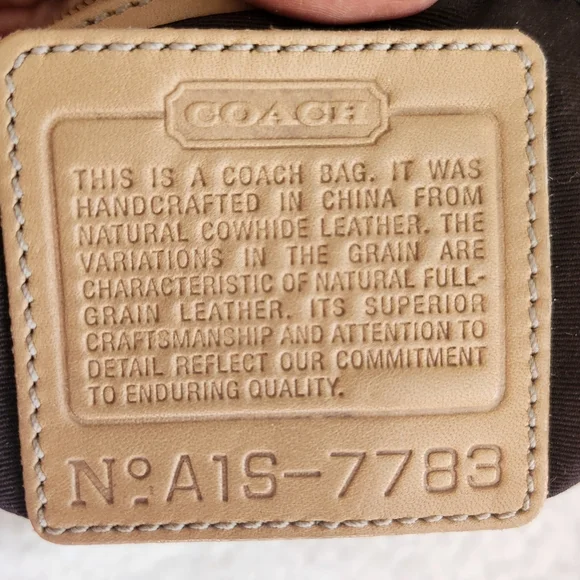 COACH
THIS IS A COACH BAG. IT WAS
HANDCRAFTED IN CHINA FROM
NATURAL COWHIDE LEATHER. THE
VARIATIONS IN THE GRAIN ARE
CHARACTERISTIC OF NATURAL FULL-
GRAIN LEATHER. ITS SUPERIOR
CRAFTSMANSHIP AND ATTENTION TO
DETAIL REFLECT OUR COMMITMENT
TO ENDURING QUALITY.
Nº A1S-7783